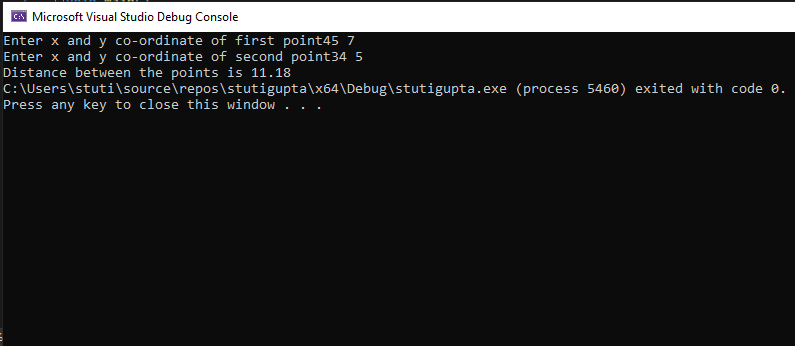 Microsoft Visual Studio Debug Console
Enter x and y co-ordinate of first point45 7
Enter x and y co-ordinate of second point34 5
Distance between the points is 11.18
C:\Users\stuti\source\repos\stutigupta\x64\Debug\stutigupta.exe (process 5460) exited with code 0.
Press any key to close this window . . .